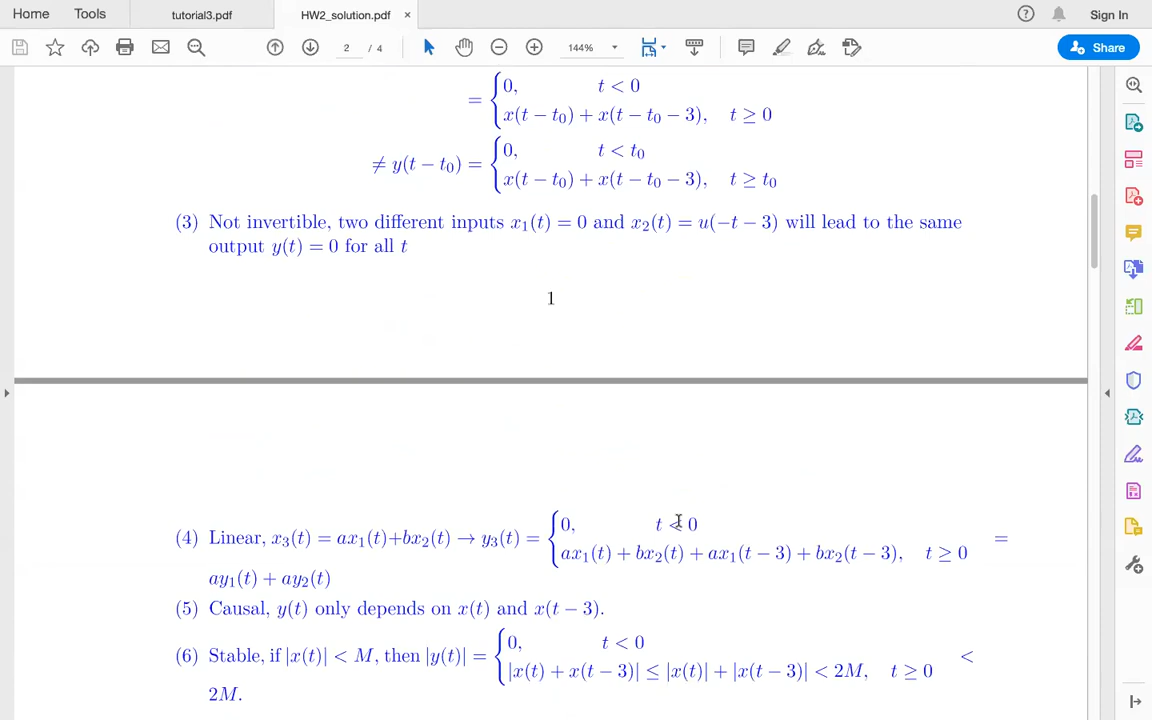 Home Tools tutorial3.pdf HW2_solution.pdf × Sign In
2 / 4 144% Share
= { 0, t < 0
x(t − t₀) + x(t − t₀ − 3), t ≥ 0
≠ y(t − t₀) = { 0, t < t₀
x(t − t₀) + x(t − t₀ − 3), t ≥ t₀
(3) Not invertible, two different inputs x₁(t) = 0 and x₂(t) = u(−t − 3) will lead to the same
output y(t) = 0 for all t
1
(4) Linear, x₃(t) = ax₁(t)+bx₂(t) → y₃(t) = { 0, t < 0
ax₁(t) + bx₂(t) + ax₁(t − 3) + bx₂(t − 3), t ≥ 0 =
ay₁(t) + ay₂(t)
(5) Causal, y(t) only depends on x(t) and x(t − 3).
(6) Stable, if |x(t)| < M, then |y(t)| = { 0, t < 0
|x(t) + x(t − 3)| ≤ |x(t)| + |x(t − 3)| < 2M, t ≥ 0 <
2M.